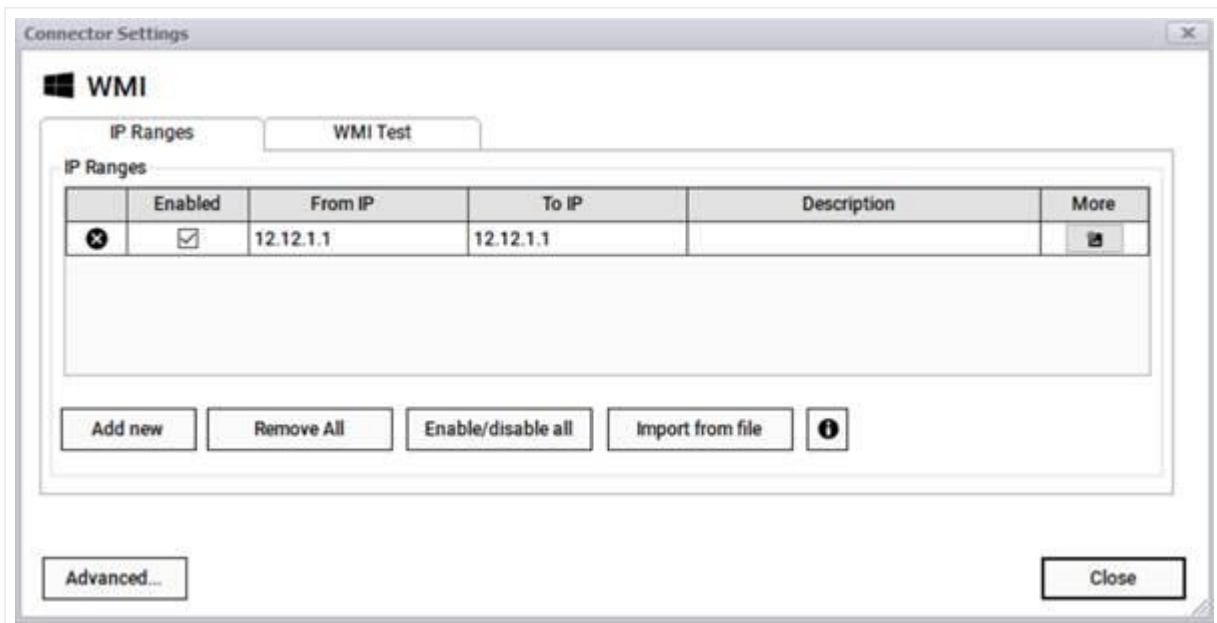 Connector Settings
WMI
IP Ranges WMI Test
IP Ranges
Enabled From IP To IP Description More
12.12.1.1 12.12.1.1
Add new Remove All Enable/disable all Import from file
Advanced... Close